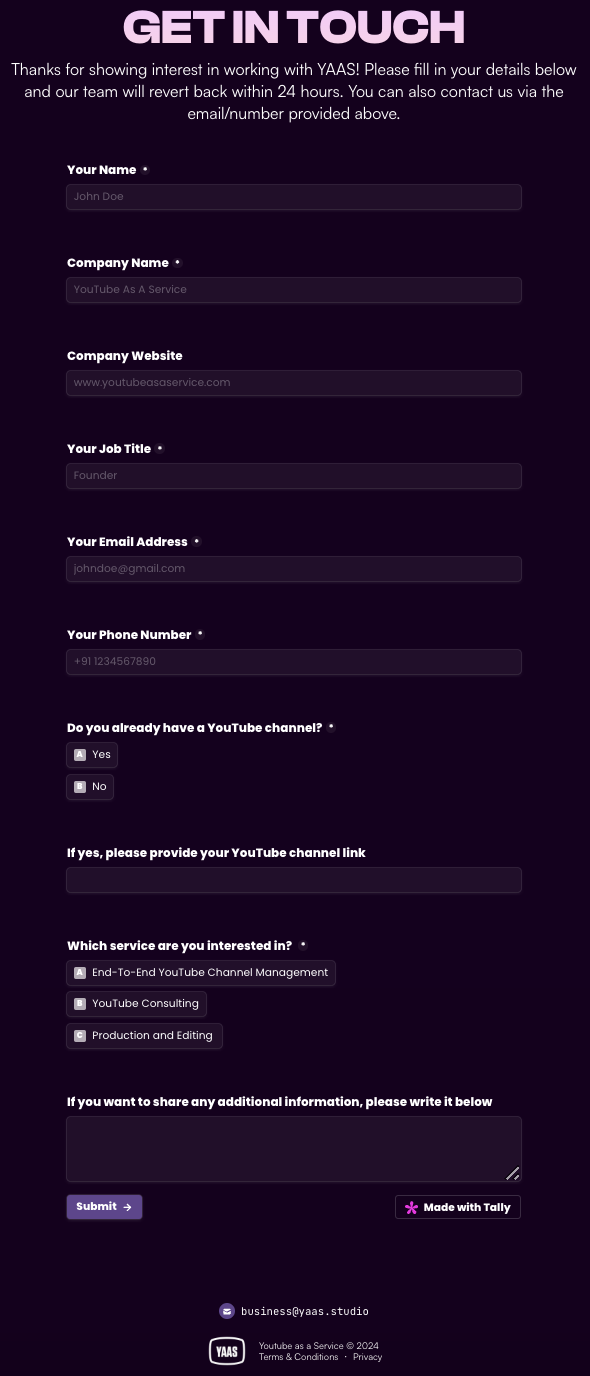 GET IN TOUCH
Thanks for showing interest in working with YAAS! Please fill in your details below
and our team will revert back within 24 hours. You can also contact us via the
email/number provided above.
Your Name *
John Doe
Company Name *
YouTube As A Service
Company Website
www.youtubeasaservice.com
Your Job Title *
Founder
Your Email Address *
johndoe@gmail.com
Your Phone Number *
+91 1234567890
Do you already have a YouTube channel? *
A Yes
B No
If yes, please provide your YouTube channel link
Which service are you interested in? *
A End-To-End YouTube Channel Management
B YouTube Consulting
C Production and Editing
If you want to share any additional information, please write it below
Submit →
Made with Tally
business@yaas.studio
YAAS
Youtube as a Service © 2024
Terms & Conditions · Privacy